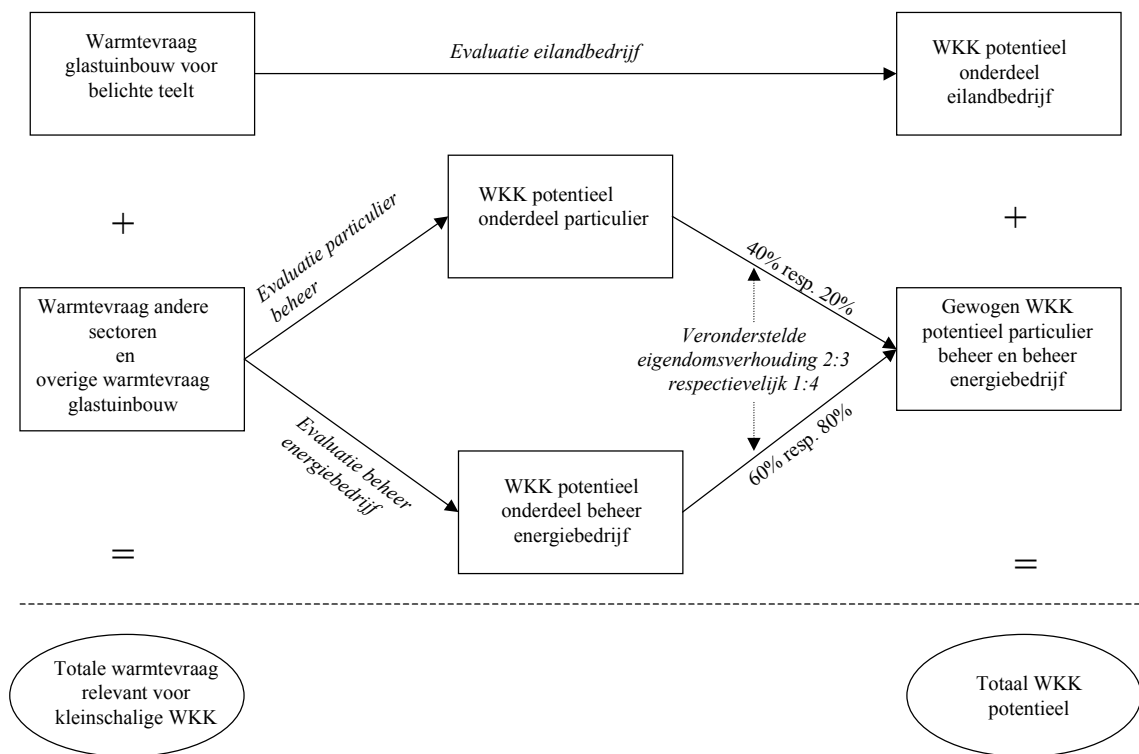 Warmtevraag
glastuinbouw voor
belichte teelt
Evaluatie eilandbedrijf
WKK potentieel
onderdeel
eilandbedrijf
+
Evaluatie particulier
beheer
WKK potentieel
onderdeel particulier
40% resp. 20%
+
Warmtevraag andere
sectoren
en
overige warmtevraag
glastuinbouw
Veronderstelde
eigendomsverhouding 2:3
respectievelijk 1:4
Gewogen WKK
potentieel particulier
beheer en beheer
energiebedrijf
Evaluatie beheer
energiebedrijf
WKK potentieel
onderdeel beheer
energiebedrijf
60% resp. 80%
=
=
Totale warmtevraag
relevant voor
kleinschalige WKK
Totaal WKK
potentieel